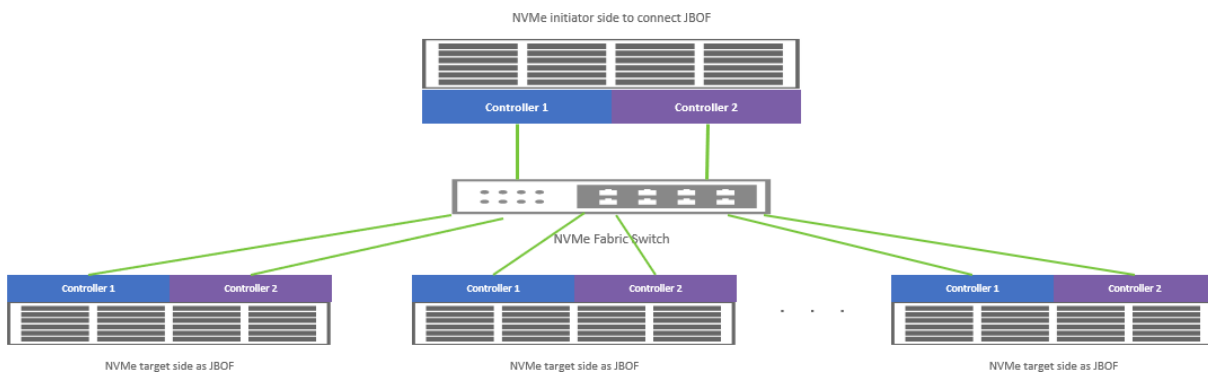 NVMe initiator side to connect JBOF
Controller 1
Controller 2
NVMe Fabric Switch
Controller 1
Controller 2
Controller 1
Controller 2
. . .
Controller 1
Controller 2
NVMe target side as JBOF
NVMe target side as JBOF
NVMe target side as JBOF